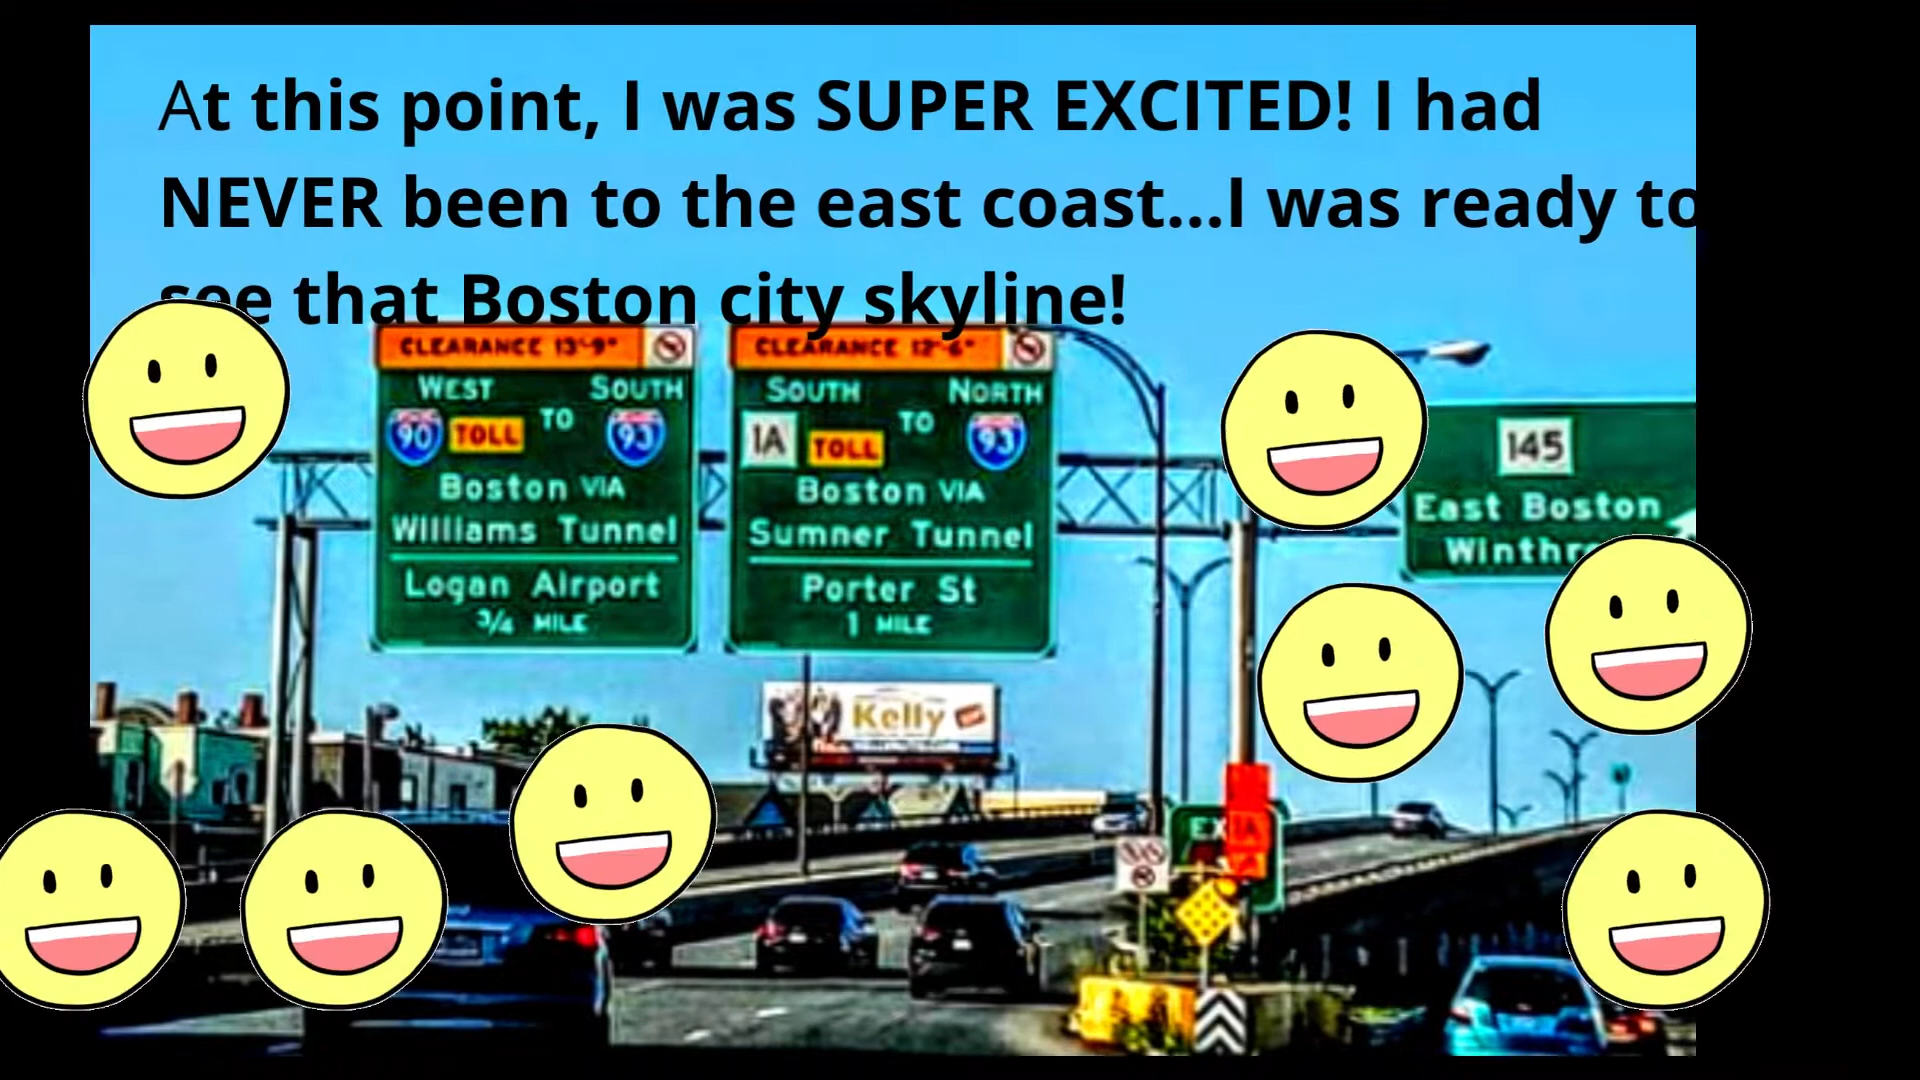 At this point, I was SUPER EXCITED! I had
NEVER been to the east coast...I was ready to
see that Boston city skyline!
CLEARANCE 13'-9"
WEST SOUTH
90 TOLL TO 93
Boston VIA
Williams Tunnel
Logan Airport
3/4 MILE
CLEARANCE 12'-6"
SOUTH NORTH
1A TOLL TO 93
Boston VIA
Sumner Tunnel
Porter St
1 MILE
145
East Boston
Kelly